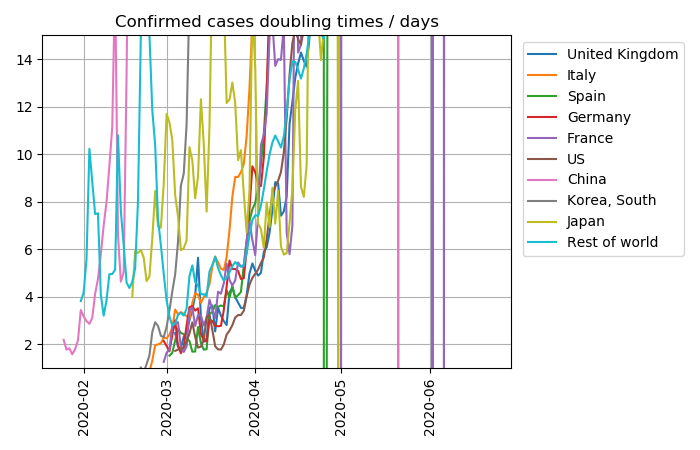 Confirmed cases doubling times / days
14
12
10
8
6
4
2
2020-02
2020-03
2020-04
2020-05
2020-06
United Kingdom
Italy
Spain
Germany
France
US
China
Korea, South
Japan
Rest of world